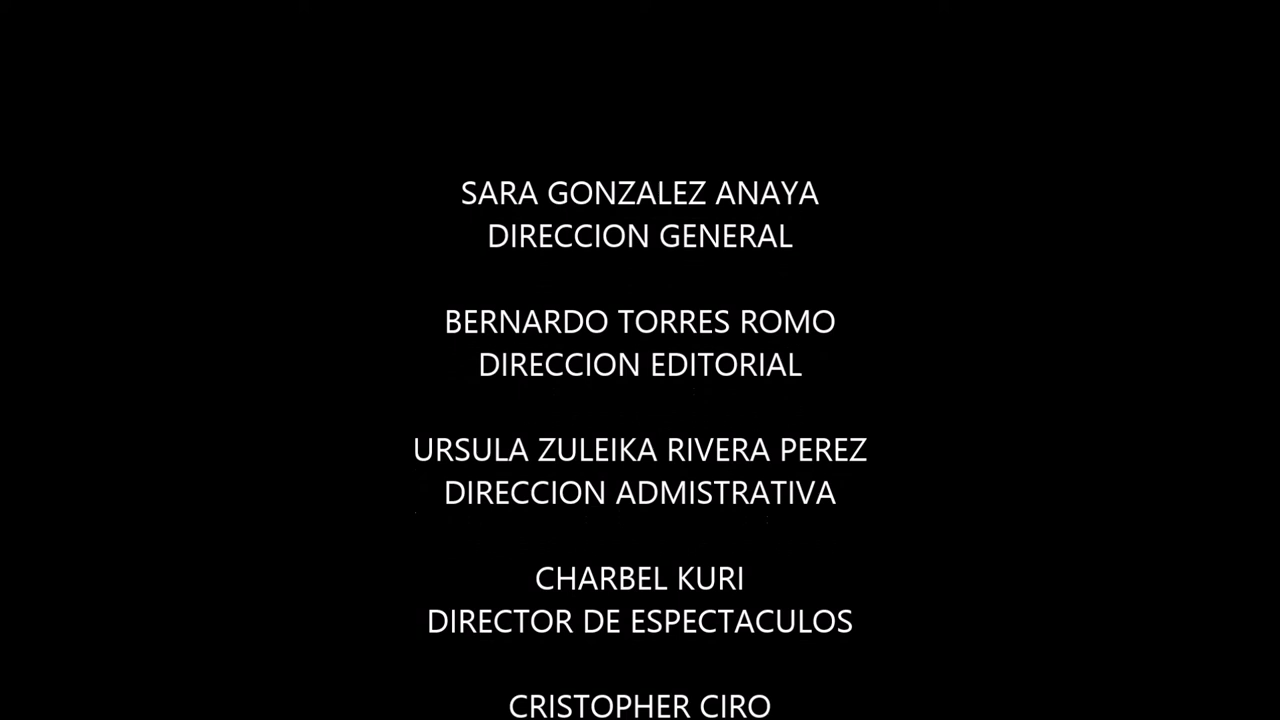 SARA GONZALEZ ANAYA
DIRECCION GENERAL
BERNARDO TORRES ROMO
DIRECCION EDITORIAL
URSULA ZULEIKA RIVERA PEREZ
DIRECCION ADMISTRATIVA
CHARBEL KURI
DIRECTOR DE ESPECTACULOS
CRISTOPHER CIRO